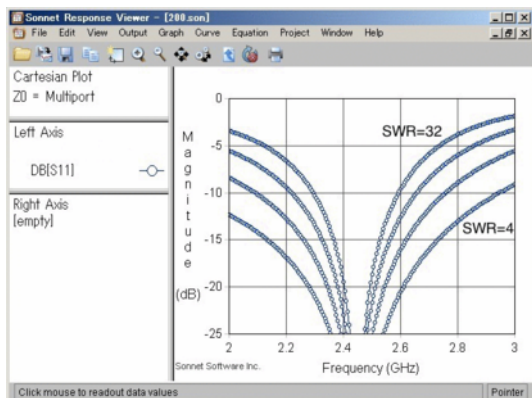 Sonnet Response Viewer - [200.son]
File Edit View Output Graph Curve Equation Project Window Help
Cartesian Plot
Z0 = Multiport
Left Axis
DB[S11]
Right Axis
[empty]
Magnitude
(dB)
0
-5
-10
-15
-20
-25
SWR=32
SWR=4
2
2.2
2.4
2.6
2.8
3
Sonnet Software Inc.
Frequency (GHz)
Click mouse to readout data values
Pointer